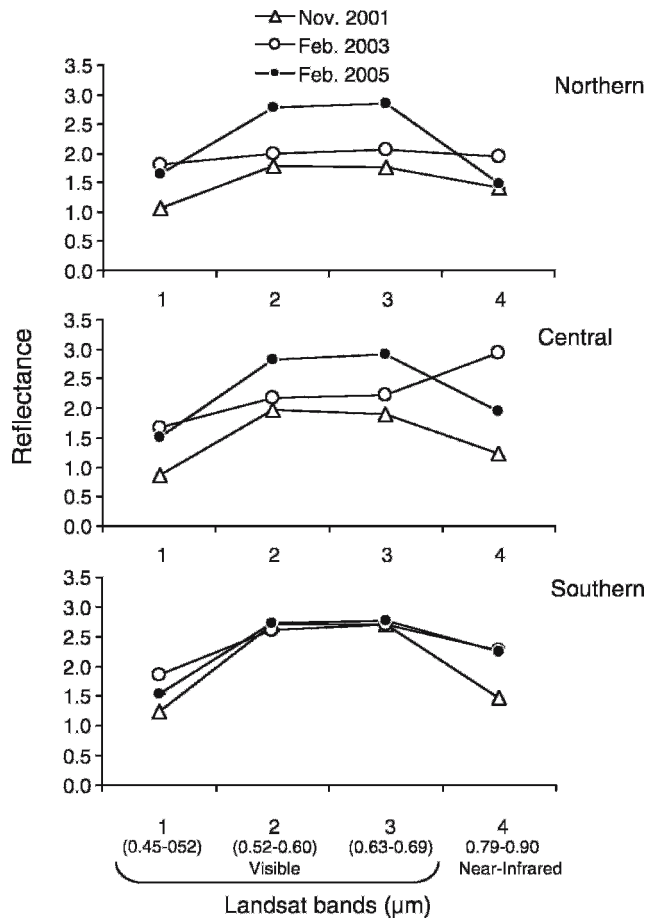 Nov. 2001
Feb. 2003
Feb. 2005
Northern
3.5
3.0
2.5
2.0
1.5
1.0
0.5
0.0
1 2 3 4
Central
3.5
3.0
2.5
2.0
1.5
1.0
0.5
0.0
1 2 3 4
Southern
3.5
3.0
2.5
2.0
1.5
1.0
0.5
0.0
1 2 3 4
(0.45-052) (0.52-0.60) (0.63-0.69) 0.79-0.90
Visible Near-Infrared
Landsat bands (μm)
Reflectance